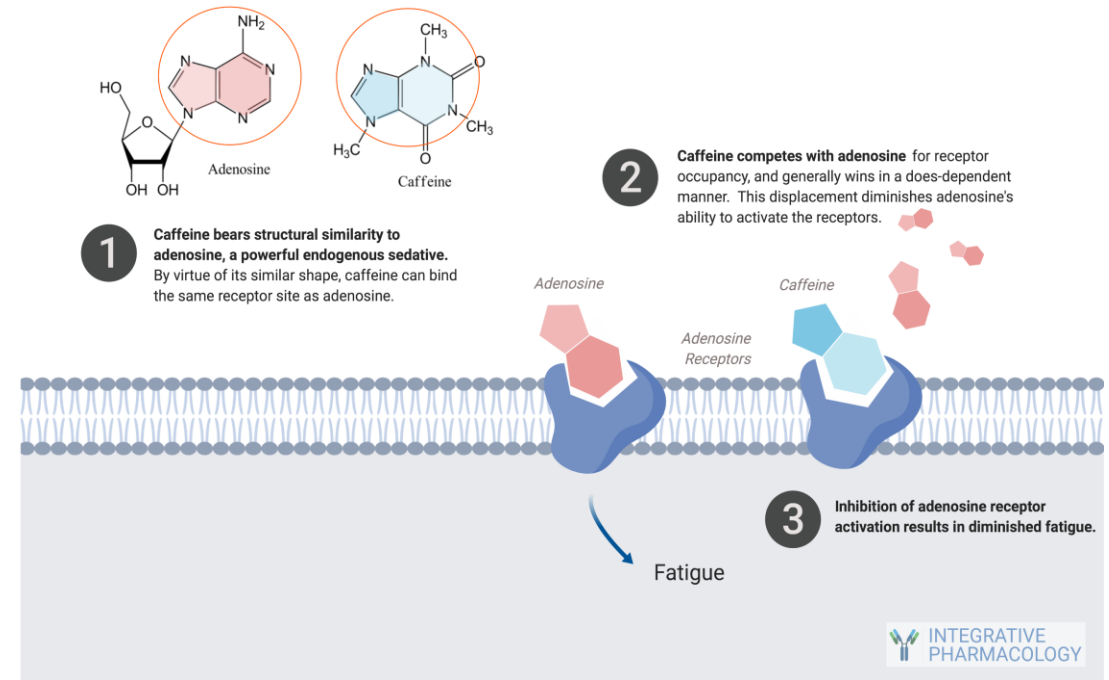 NH₂
N
N
N
N
HO
O
OH OH
Adenosine
CH₃
N
O
N
N
N
CH₃
H₃C
O
Caffeine
1
Caffeine bears structural similarity to
adenosine, a powerful endogenous sedative.
By virtue of its similar shape, caffeine can bind
the same receptor site as adenosine.
2
Caffeine competes with adenosine for receptor
occupancy, and generally wins in a does-dependent
manner. This displacement diminishes adenosine's
ability to activate the receptors.
Adenosine
Adenosine
Receptors
Caffeine
3
Inhibition of adenosine receptor
activation results in diminished fatigue.
Fatigue
INTEGRATIVE
PHARMACOLOGY